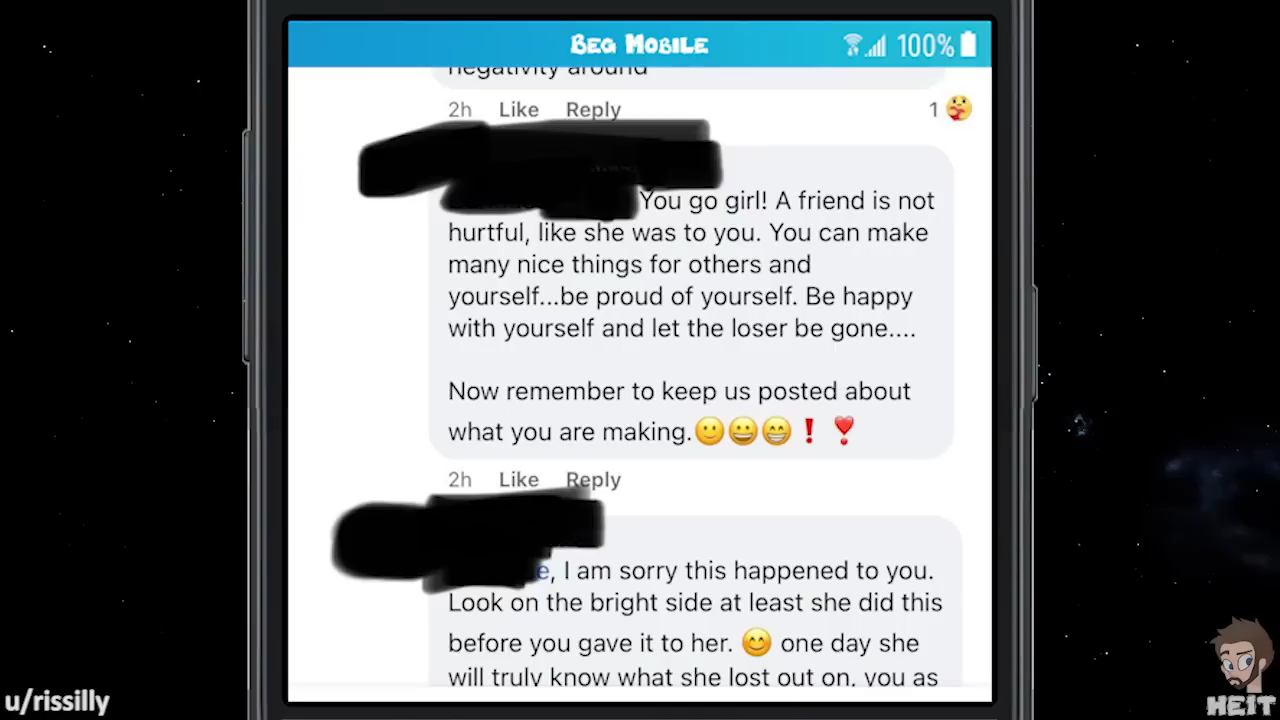 BEG MOBILE
100%
negativity around
2h Like Reply
1
You go girl! A friend is not
hurtful, like she was to you. You can make
many nice things for others and
yourself...be proud of yourself. Be happy
with yourself and let the loser be gone....
Now remember to keep us posted about
what you are making.🙂😀😁❗❣️
2h Like Reply
e, I am sorry this happened to you.
Look on the bright side at least she did this
before you gave it to her. 😊 one day she
will truly know what she lost out on, you as
u/rissilly
HEIT